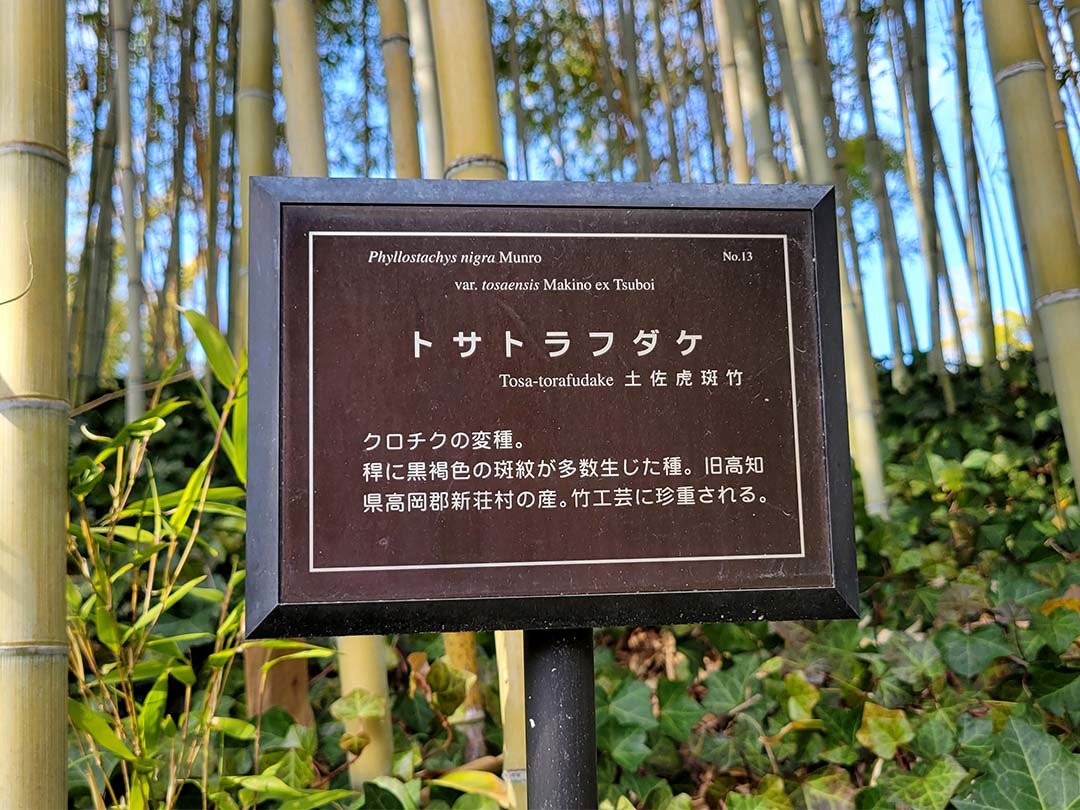 Phyllostachys nigra Munro No.13
var. tosaensis Makino ex Tsuboi
トサトラフダケ
Tosa-torafudake 土佐虎斑竹
クロチクの変種。
稈に黒褐色の斑紋が多数生じた種。旧高知
県高岡郡新荘村の産。竹工芸に珍重される。